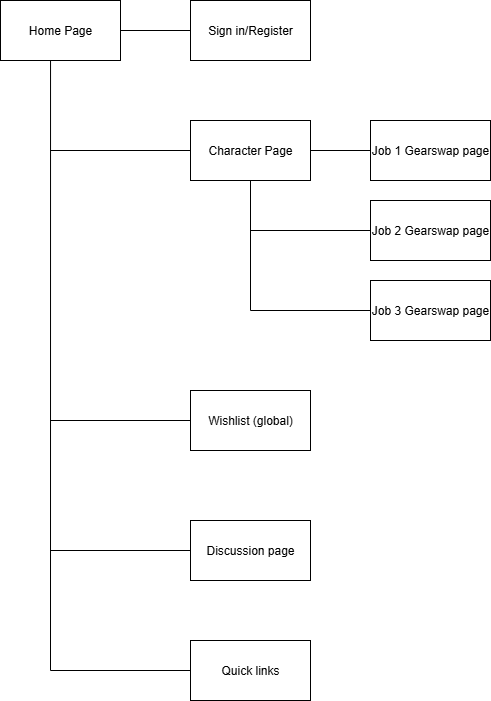 Home Page
Sign in/Register
Character Page
Job 1 Gearswap page
Job 2 Gearswap page
Job 3 Gearswap page
Wishlist (global)
Discussion page
Quick links